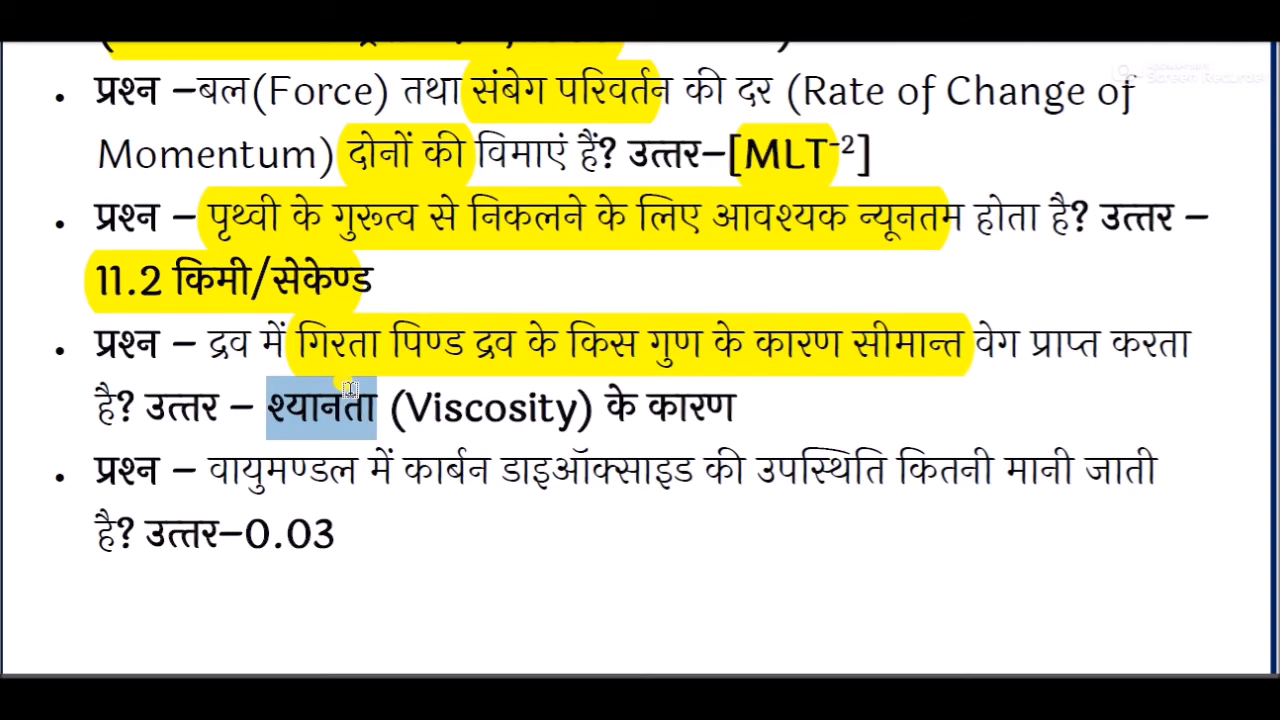 • प्रश्न –बल(Force) तथा संबेग परिवर्तन की दर (Rate of Change of
Momentum) दोनों की विमाएं हैं? उत्तर–[MLT⁻²]
• प्रश्न – पृथ्वी के गुरूत्व से निकलने के लिए आवश्यक न्यूनतम होता है? उत्तर –
11.2 किमी/सेकेण्ड
• प्रश्न – द्रव में गिरता पिण्ड द्रव के किस गुण के कारण सीमान्त वेग प्राप्त करता
है? उत्तर – श्यानता (Viscosity) के कारण
• प्रश्न – वायुमण्डल में कार्बन डाइऑक्साइड की उपस्थिति कितनी मानी जाती
है? उत्तर–0.03
Screen Recorder